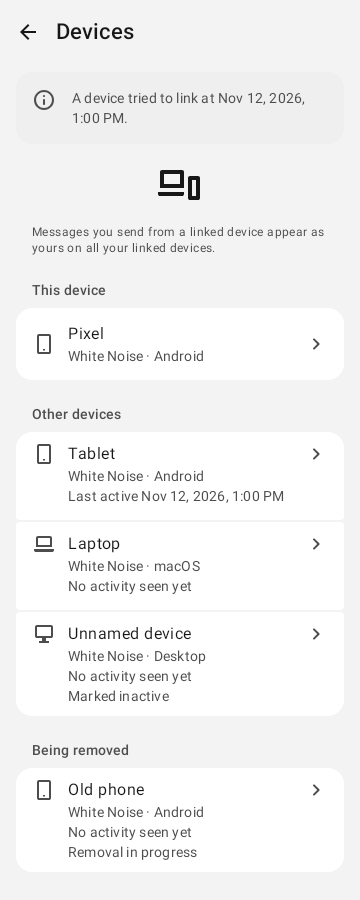 Devices
A device tried to link at Nov 12, 2026,
1:00 PM.
Messages you send from a linked device appear as
yours on all your linked devices.
This device
Pixel
White Noise · Android
Other devices
Tablet
White Noise · Android
Last active Nov 12, 2026, 1:00 PM
Laptop
White Noise · macOS
No activity seen yet
Unnamed device
White Noise · Desktop
No activity seen yet
Marked inactive
Being removed
Old phone
White Noise · Android
No activity seen yet
Removal in progress